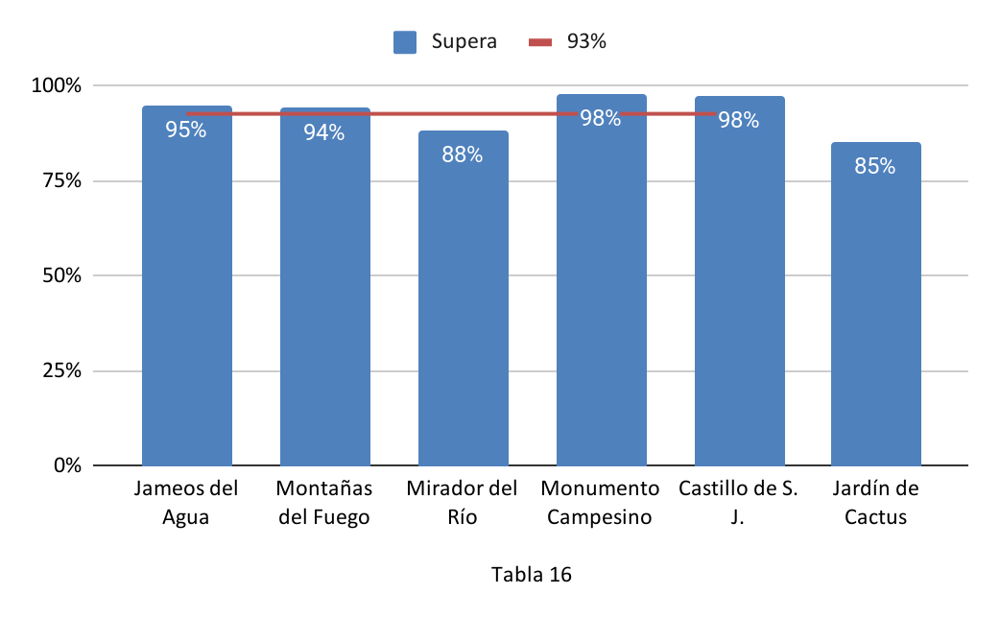 Supera 93%
100%
75%
50%
25%
0%
95%
94%
88%
98%
98%
85%
Jameos del
Agua
Montañas
del Fuego
Mirador del
Río
Monumento
Campesino
Castillo de S.
J.
Jardín de
Cactus
Tabla 16